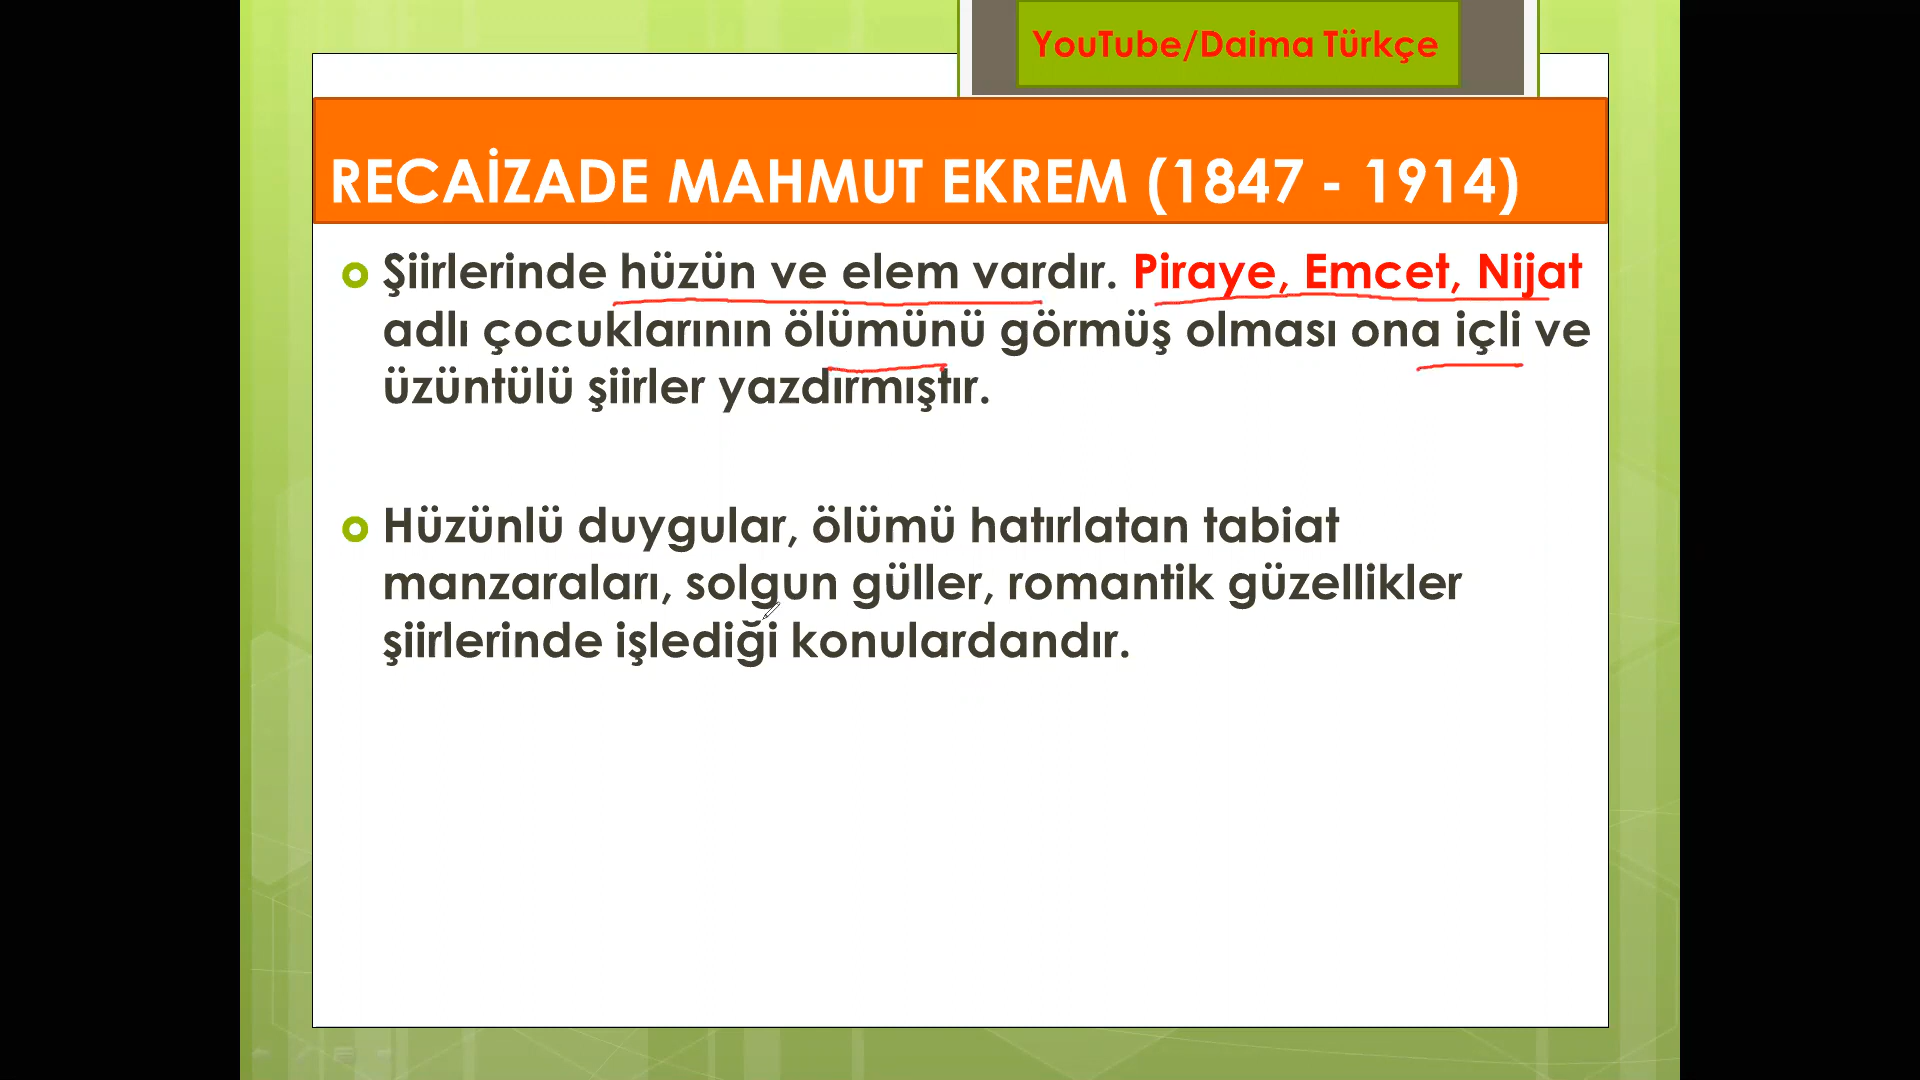 YouTube/Daima Türkçe
RECAİZADE MAHMUT EKREM (1847 - 1914)
Şiirlerinde hüzün ve elem vardır. Piraye, Emcet, Nijat
adlı çocuklarının ölümünü görmüş olması ona içli ve
üzüntülü şiirler yazdırmıştır.
Hüzünlü duygular, ölümü hatırlatan tabiat
manzaraları, solgun güller, romantik güzellikler
şiirlerinde işlediği konulardandır.